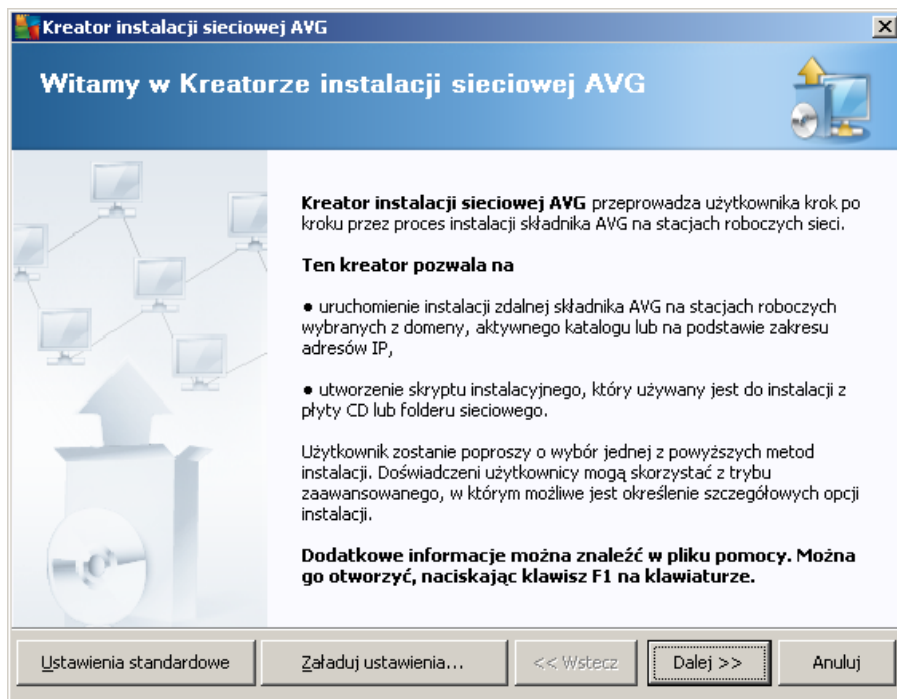 Kreator instalacji sieciowej AVG
Witamy w Kreatorze instalacji sieciowej AVG
Kreator instalacji sieciowej AVG przeprowadza użytkownika krok po
kroku przez proces instalacji składnika AVG na stacjach roboczych sieci.
Ten kreator pozwala na
● uruchomienie instalacji zdalnej składnika AVG na stacjach roboczych
wybranych z domeny, aktywnego katalogu lub na podstawie zakresu
adresów IP,
● utworzenie skryptu instalacyjnego, który używany jest do instalacji z
płyty CD lub folderu sieciowego.
Użytkownik zostanie poproszy o wybór jednej z powyższych metod
instalacji. Doświadczeni użytkownicy mogą skorzystać z trybu
zaawansowanego, w którym możliwe jest określenie szczegółowych opcji
instalacji.
Dodatkowe informacje można znaleźć w pliku pomocy. Można
go otworzyć, naciskając klawisz F1 na klawiaturze.
Ustawienia standardowe
Załaduj ustawienia...
<< Wstecz
Dalej >>
Anuluj